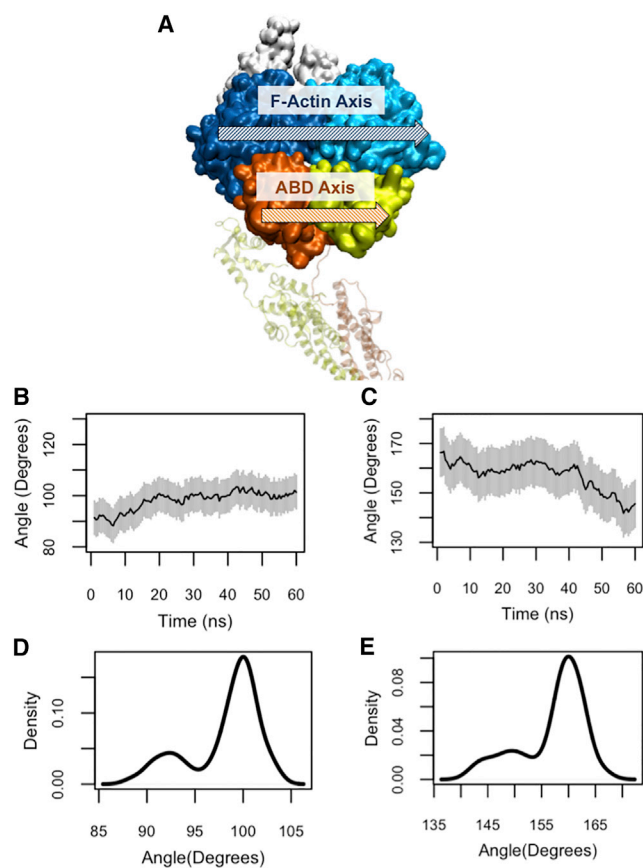 A
F-Actin Axis
ABD Axis
B
Angle (Degrees)
80 100 120
0 10 20 30 40 50 60
Time (ns)
C
Angle (Degrees)
130 150 170
0 10 20 30 40 50 60
Time (ns)
D
Density
0.00 0.10
85 90 95 100 105
Angle(Degrees)
E
Density
0.00 0.04 0.08
135 145 155 165
Angle(Degrees)